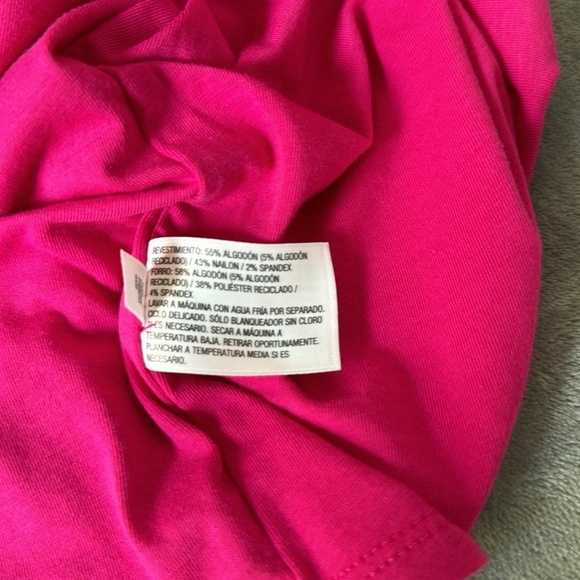 REVESTIMIENTO: 55% ALGODÓN (5% ALGODÓN
RECICLADO) / 43% NAILON / 2% SPANDEX
FORRO: 58% ALGODÓN (5% ALGODÓN
RECICLADO) / 38% POLIÉSTER RECICLADO /
4% SPANDEX
LAVAR A MÁQUINA CON AGUA FRÍA POR SEPARADO.
CICLO DELICADO. SÓLO BLANQUEADOR SIN CLORO
ES NECESARIO. SECAR A MÁQUINA A
TEMPERATURA BAJA. RETIRAR OPORTUNAMENTE.
PLANCHAR A TEMPERATURA MEDIA SI ES
NECESARIO.